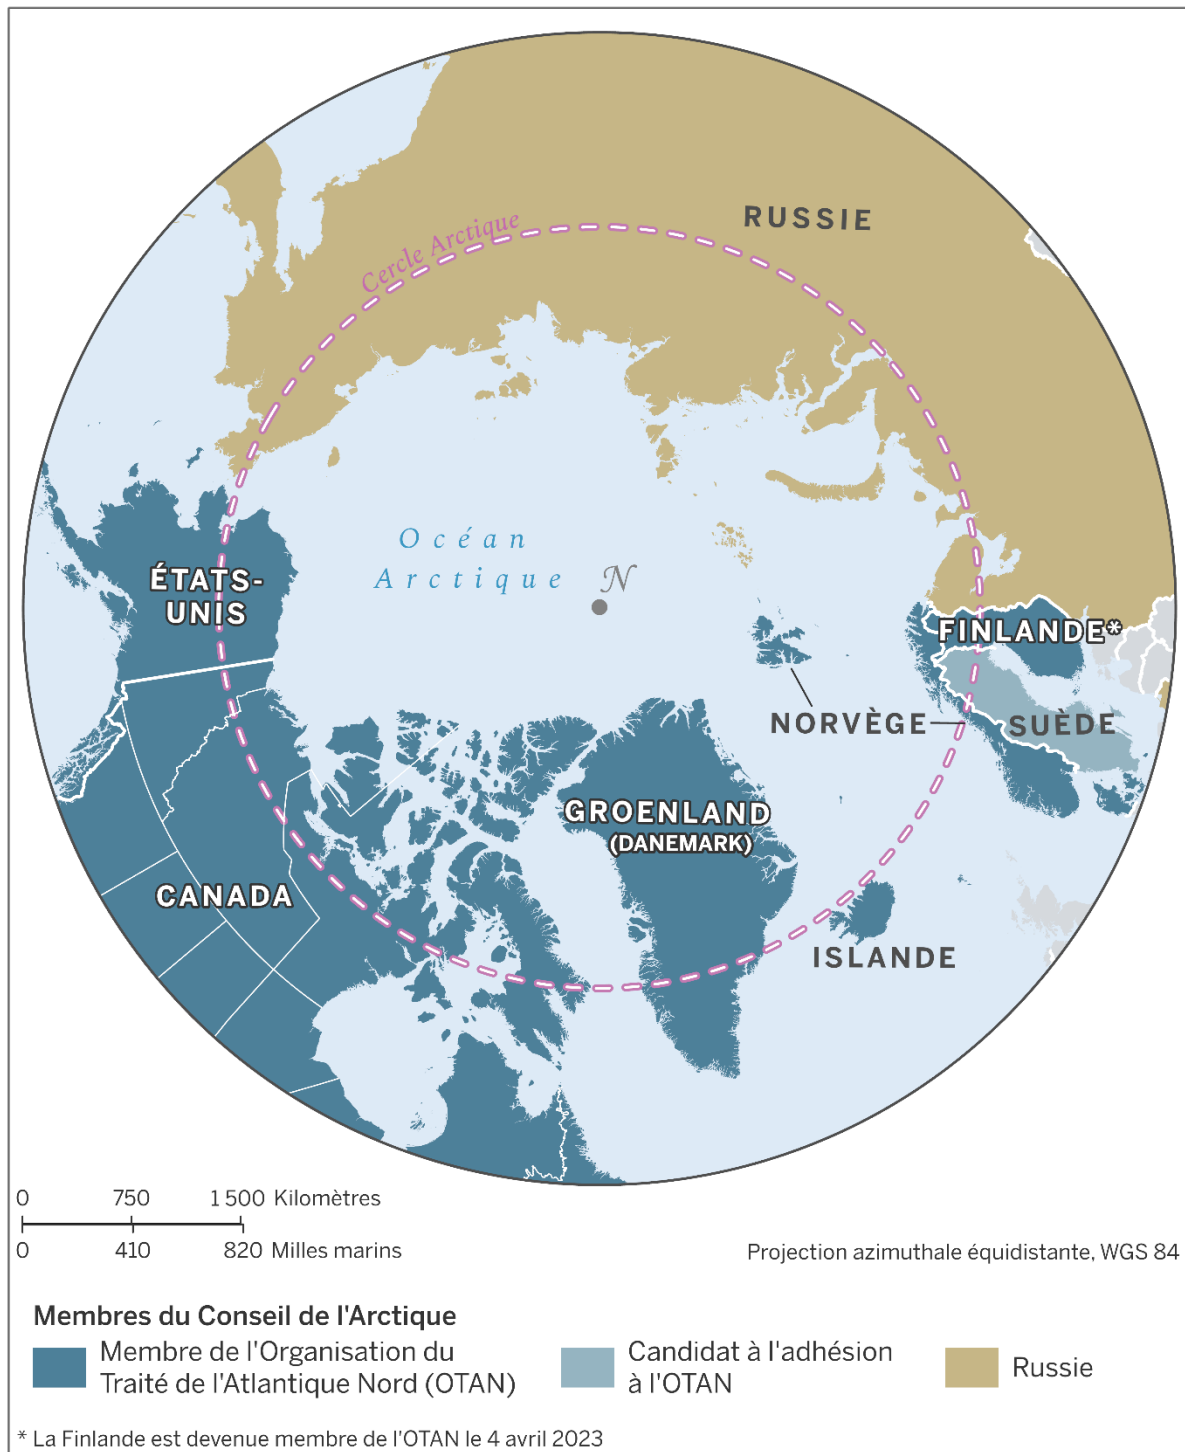 RUSSIE
Cercle Arctique
Océan
Arctique
N
ÉTATS-
UNIS
FINLANDE*
NORVÈGE
SUÈDE
GROENLAND
(DANEMARK)
CANADA
ISLANDE
0 750 1 500 Kilomètres
0 410 820 Milles marins
Projection azimuthale équidistante, WGS 84
Membres du Conseil de l'Arctique
Membre de l'Organisation du
Traité de l'Atlantique Nord (OTAN)
Candidat à l'adhésion
à l'OTAN
Russie
* La Finlande est devenue membre de l'OTAN le 4 avril 2023